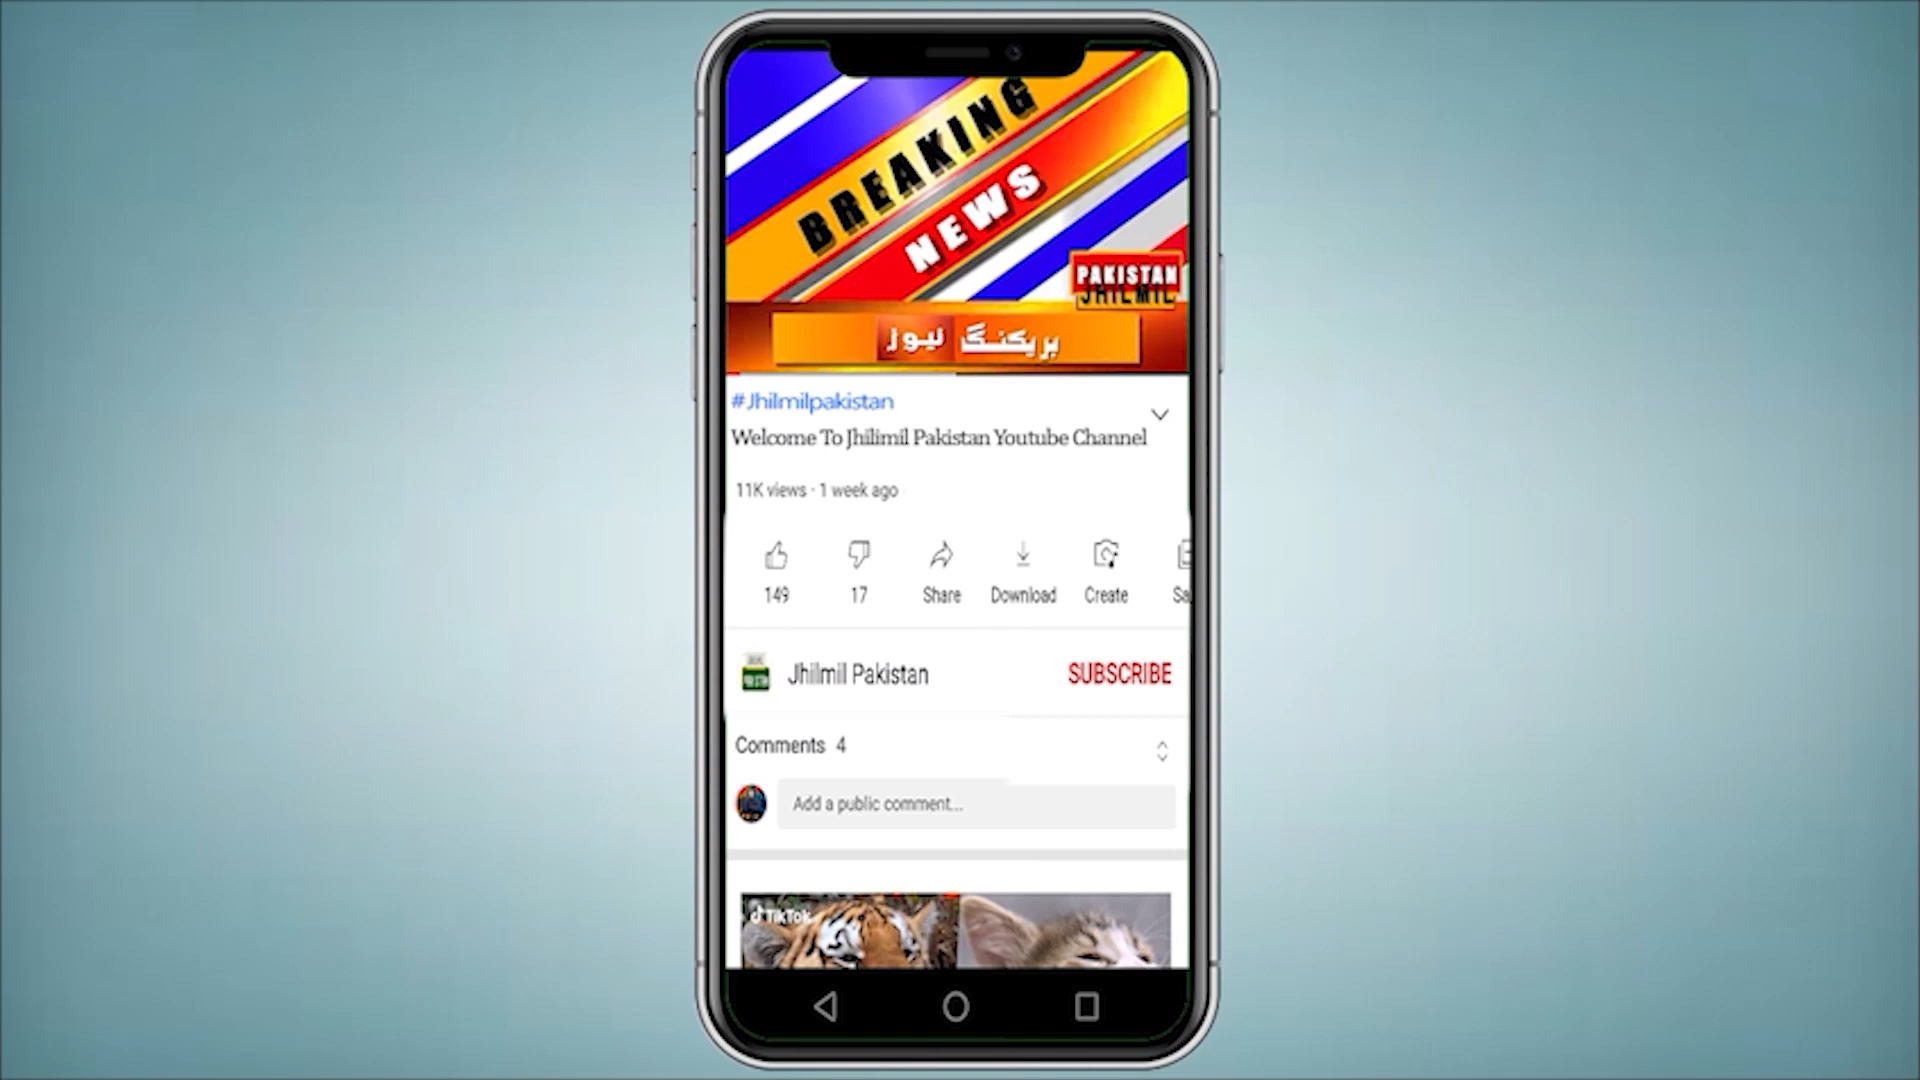 BREAKING
NEWS
PAKISTAN
JHILMIL
بریکنگ نیوز
#Jhilmilpakistan
Welcome To Jhilimil Pakistan Youtube Channel
11K views · 1 week ago
149
17
Share
Download
Create
Sa
Jhilmil Pakistan
SUBSCRIBE
Comments 4
Add a public comment...
TikTok